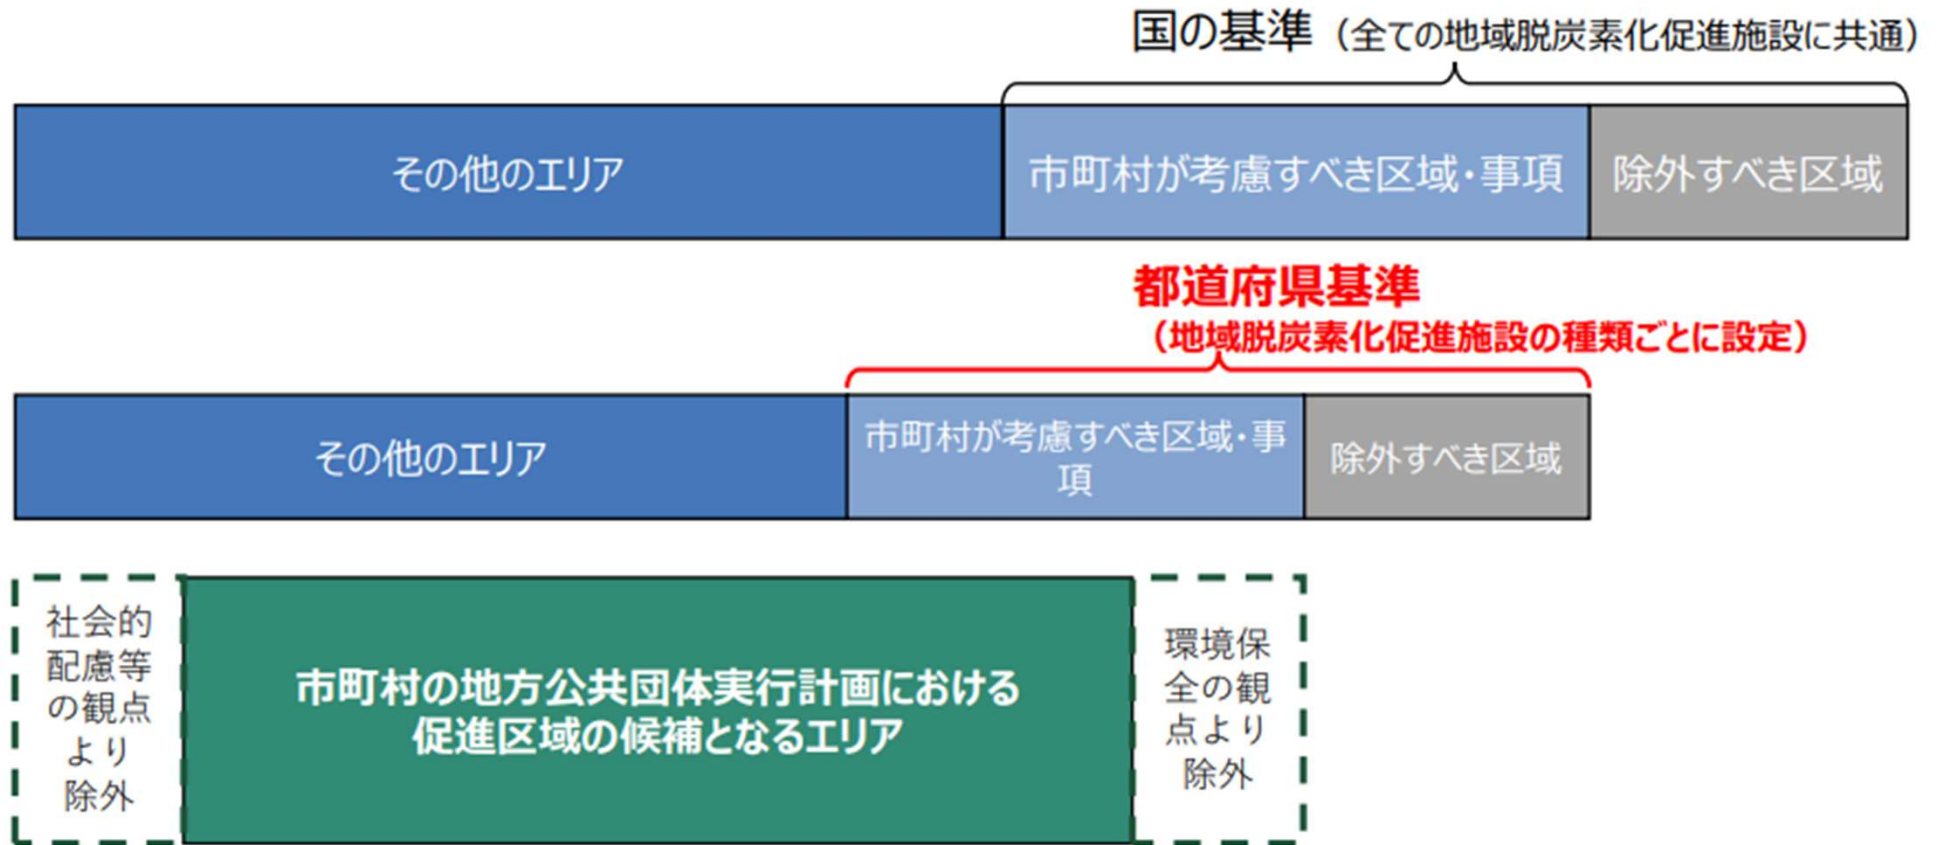 国の基準（全ての地域脱炭素化促進施設に共通）
その他のエリア
市町村が考慮すべき区域・事項
除外すべき区域
都道府県基準
（地域脱炭素化促進施設の種類ごとに設定）
その他のエリア
市町村が考慮すべき区域・事
項
除外すべき区域
社会的
配慮等
の観点
より
除外
市町村の地方公共団体実行計画における
促進区域の候補となるエリア
環境保
全の観
点より
除外